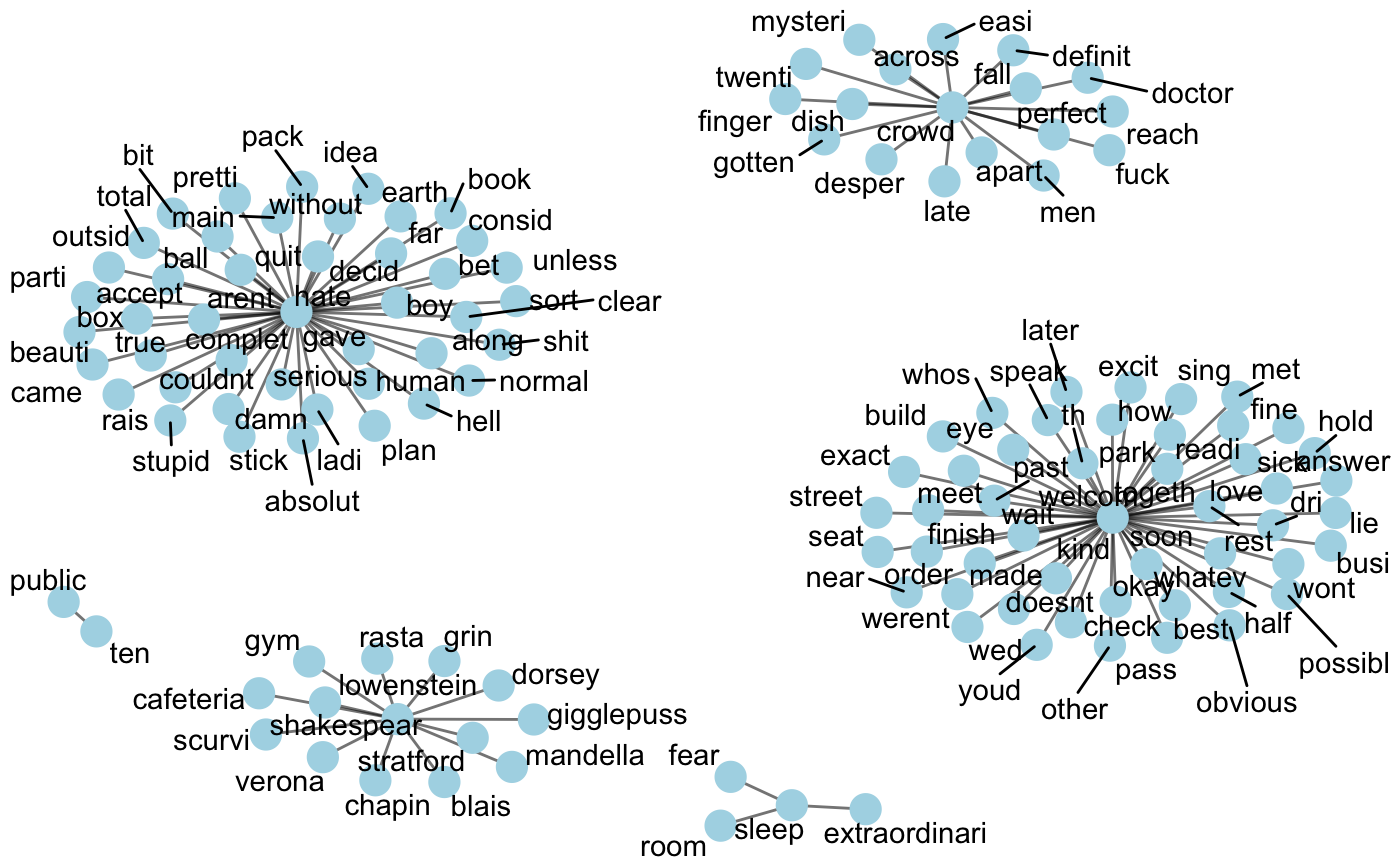 mysteri
easi
across
definit
twenti
fall
doctor
finger
dish
crowd
perfect
reach
gotten
desper
apart
fuck
late
men
pack
bit
idea
total
pretti
earth
book
main
without
consid
outsid
far
ball
quit
decid
bet
unless
parti
accept
arent
hate
boy
sort
clear
box
true
complet
gave
along
shit
beauti
came
couldnt
serious
human
normal
rais
damn
hell
stupid
stick
ladi
plan
absolut
later
whos
speak
excit
sing
met
build
eye
th
how
fine
hold
exact
past
park
readi
sick
answer
street
meet
welcom
togeth
love
dri
seat
finish
wait
kind
soon
rest
lie
near
order
made
okay
whatev
wont
busi
werent
doesnt
check
best
half
wed
pass
possibl
youd
other
obvious
public
ten
gym
rasta
grin
cafeteria
lowenstein
dorsey
scurvi
shakespear
gigglepuss
verona
stratford
mandella
chapin
blais
fear
room
sleep
extraordinari